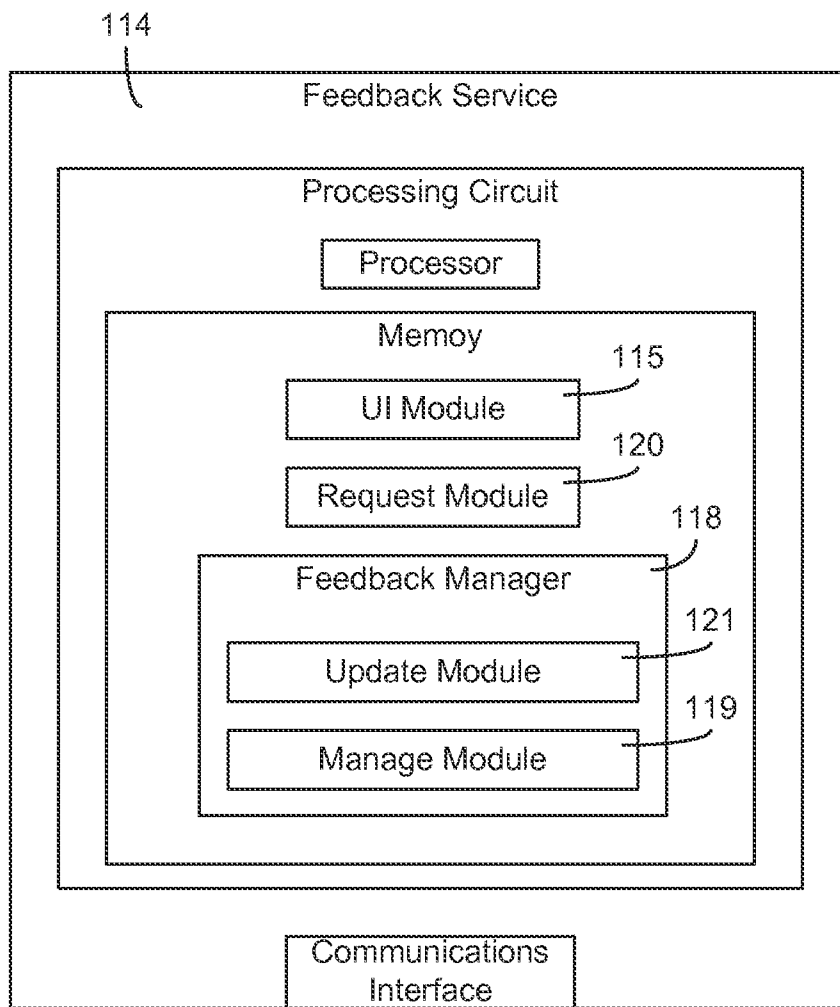 114
Feedback Service
Processing Circuit
Processor
Memoy
115
UI Module
120
Request Module
118
Feedback Manager
121
Update Module
119
Manage Module
Communications
Interface